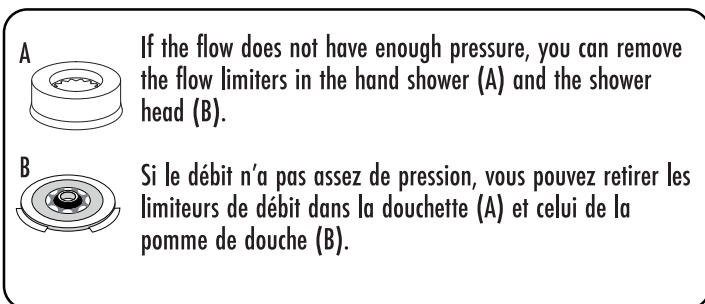 A
If the flow does not have enough pressure, you can remove
the flow limiters in the hand shower (A) and the shower
head (B).
B
Si le débit n'a pas assez de pression, vous pouvez retirer les
limiteurs de débit dans la douchette (A) et celui de la
pomme de douche (B).